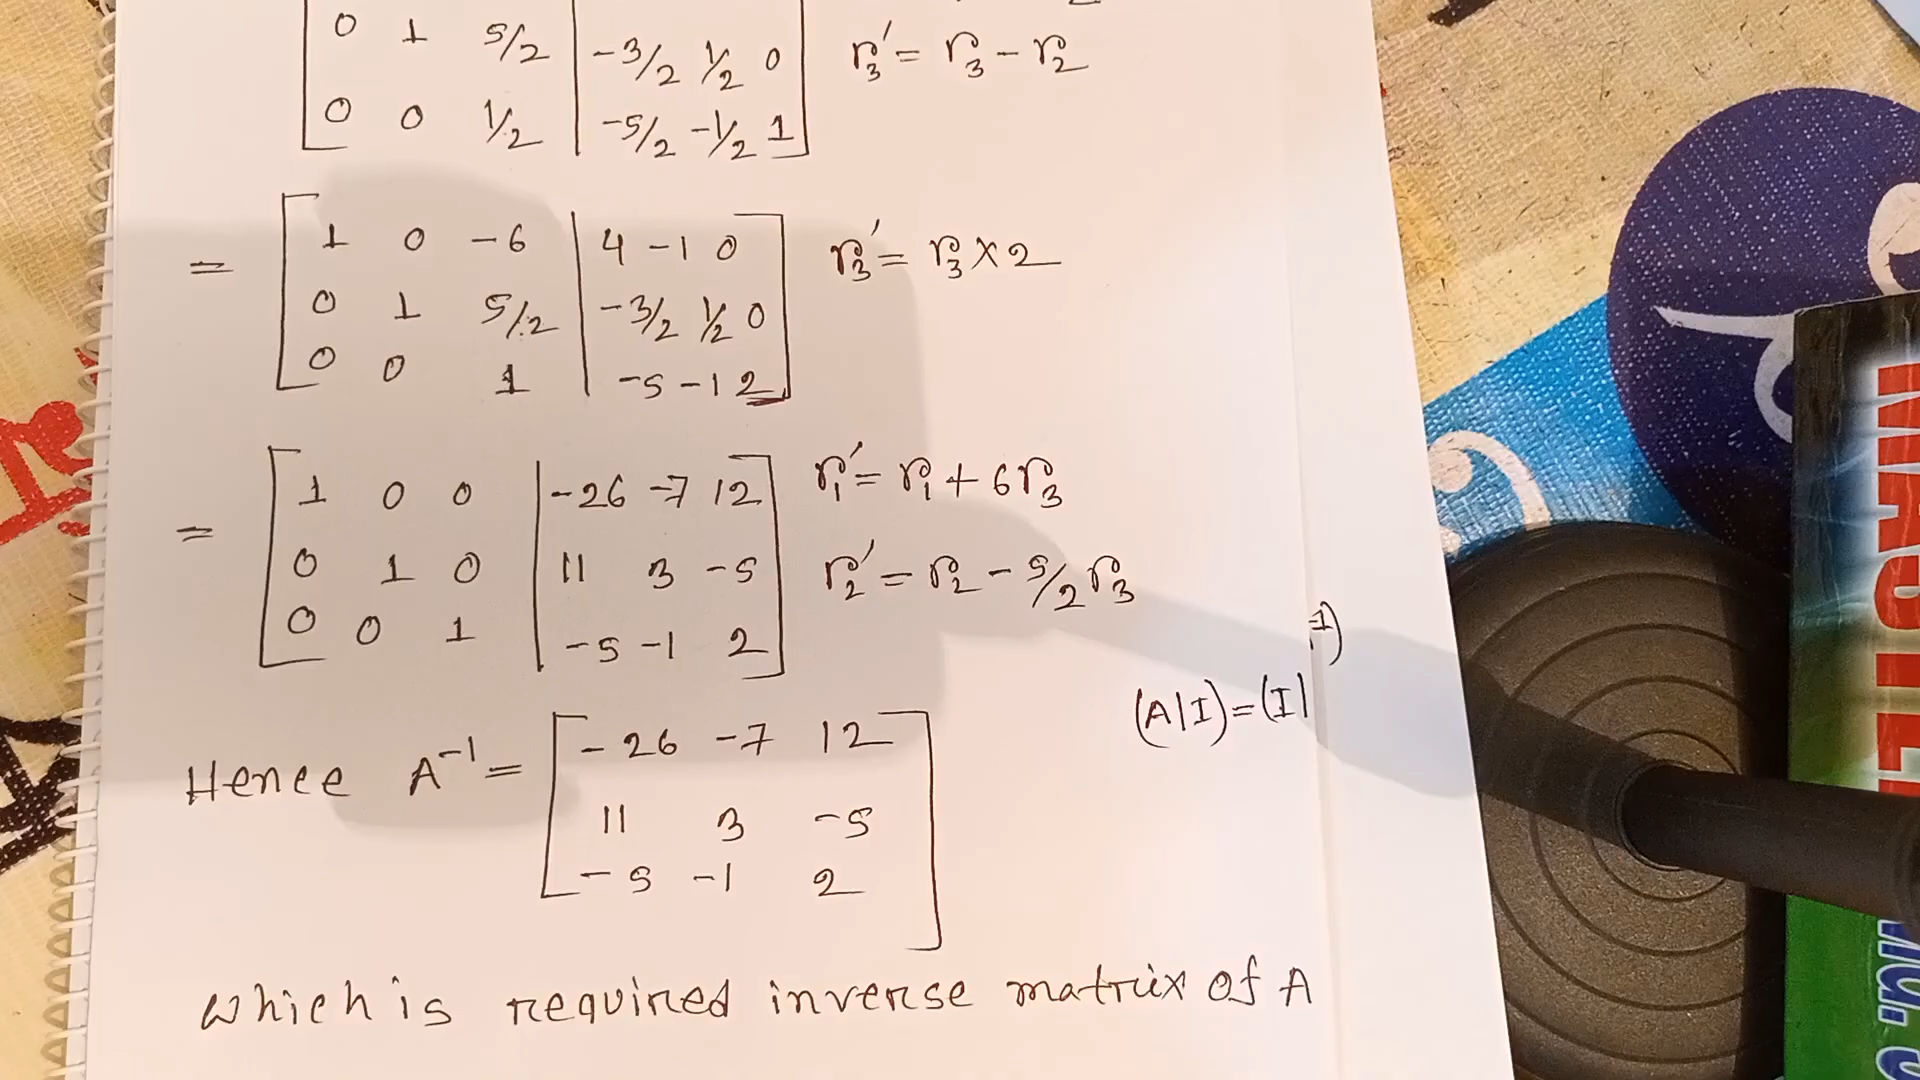 0 1 5/2 | -3/2 1/2 0 r₃′ = r₃ - r₂
0 0 1/2 | -5/2 -1/2 1
= 1 0 -6 | 4 -1 0 r₃′ = r₃ × 2
0 1 5/2 | -3/2 1/2 0
0 0 1 | -5 -1 2
= 1 0 0 | -26 -7 12 r₁′ = r₁ + 6r₃
0 1 0 | 11 3 -5 r₂′ = r₂ - 5/2 r₃
0 0 1 | -5 -1 2
(A|I) = (I|
-26 -7 12
Hence A⁻¹ =
11 3 -5
-5 -1 2
which is required inverse matrix of A